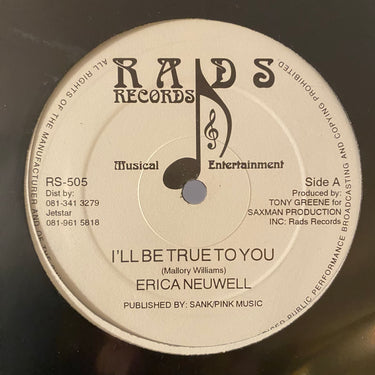 RADS
RECORDS
Musical Entertainment
RS-505
Dist by:
081-341 3279
Jetstar
081-961 5818
Side A
Produced by:
TONY GREENE for
SAXMAN PRODUCTION
INC: Rads Records
I'LL BE TRUE TO YOU
(Mallory Williams)
ERICA NEUWELL
PUBLISHED BY: SANK/PINK MUSIC
ALL RIGHTS OF THE MANUFACTURER AND OF THE
PUBLIC PERFORMANCE BROADCASTING AND COPYING PROHIBITED